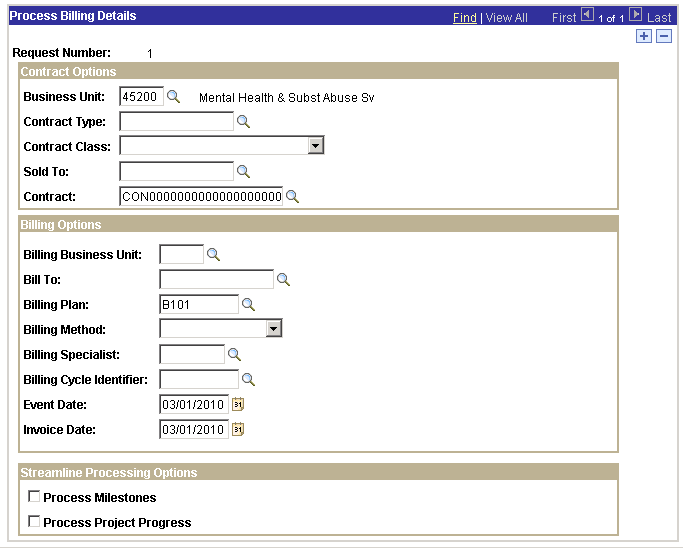 Process Billing Details Find | View All First 1 of 1 Last
Request Number: 1
Contract Options
Business Unit: 45200 Mental Health & Subst Abuse Sv
Contract Type:
Contract Class:
Sold To:
Contract: CON0000000000000000000
Billing Options
Billing Business Unit:
Bill To:
Billing Plan: B101
Billing Method:
Billing Specialist:
Billing Cycle Identifier:
Event Date: 03/01/2010 31
Invoice Date: 03/01/2010 31
Streamline Processing Options
Process Milestones
Process Project Progress